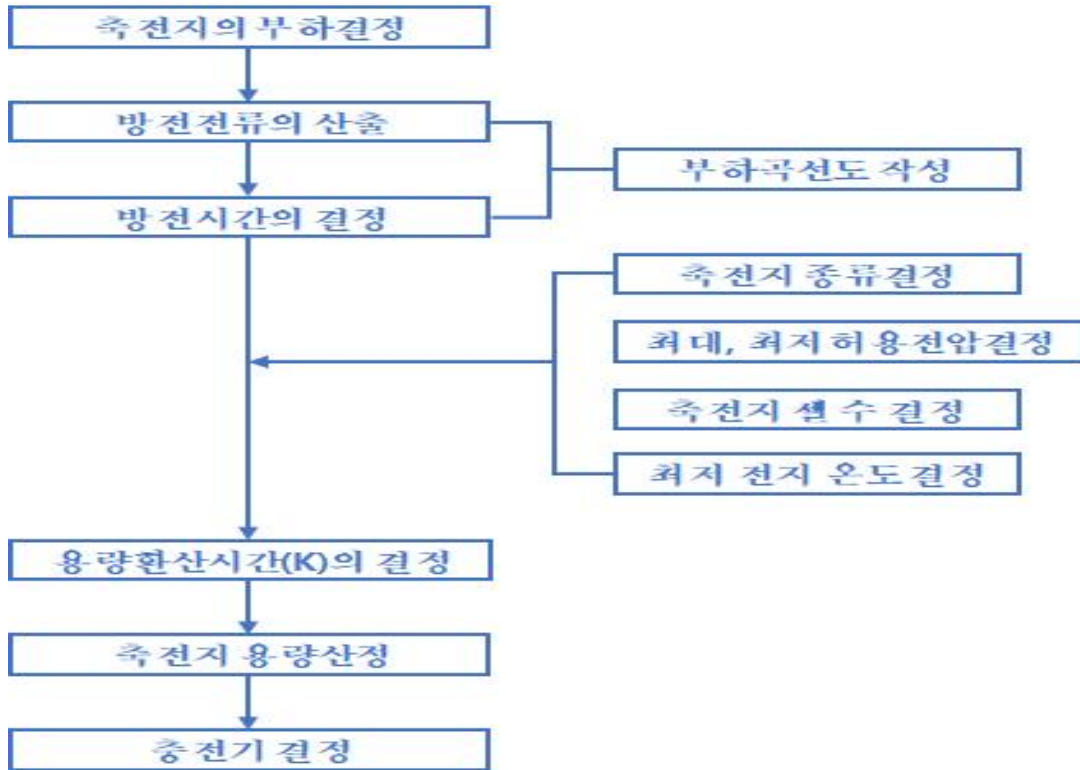 축전지의 부하결정
방전전류의 산출
부하곡선도 작성
방전시간의 결정
축전지 종류결정
최대, 최저허용전압결정
축전지 셀 수 결정
최저 전지 온도결정
용량환산시간(K)의 결정
축전지 용량산정
충전기 결정